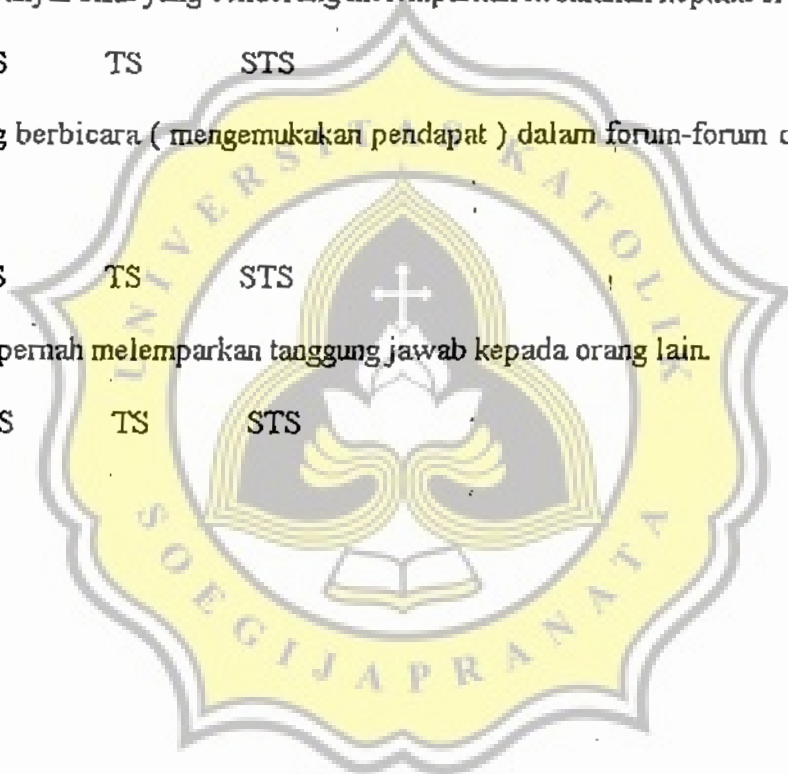 S TS STS
g berbicara ( mengemukakan pendapat ) dalam forum-forum
S TS STS
pernah melemparkan tanggung jawab kepada orang lain.
S TS STS
UNIVERSITAS KATOLIK
SOEGIJAPRANATA